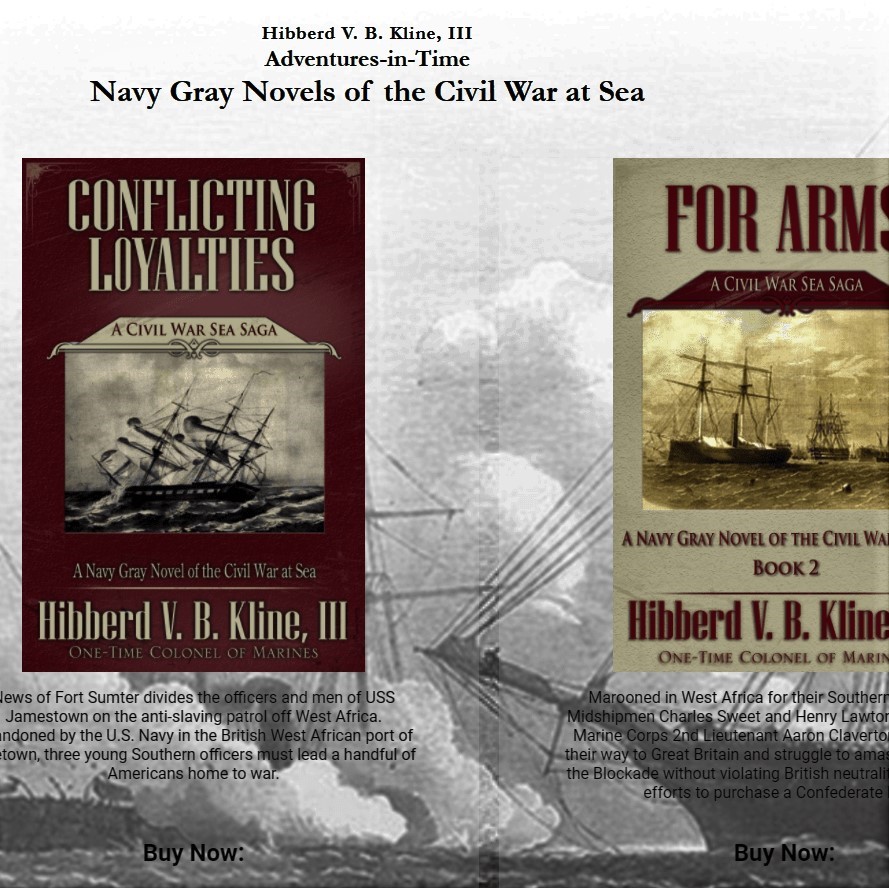 Hibberd V. B. Kline, III
Adventures-in-Time
Navy Gray Novels of the Civil War at Sea
CONFLICTING
LOYALTIES
A CIVIL WAR SEA SAGA
A Navy Gray Novel of the Civil War at Sea
Hibberd V. B. Kline, III
ONE-TIME COLONEL OF MARINES
News of Fort Sumter divides the officers and men of USS
Jamestown on the anti-slaving patrol off West Africa.
ndoned by the U.S. Navy in the British West African port of
etown, three young Southern officers must lead a handful of
Americans home to war.
Buy Now:
FOR ARMS
A CIVIL WAR SEA SAGA
A NAVY GRAY NOVEL OF THE CIVIL WA
BOOK 2
Hibberd V. B. Kline
ONE-TIME COLONEL OF MARIN
Marooned in West Africa for their Southern
Midshipmen Charles Sweet and Henry Lawton
Marine Corps 2nd Lieutenant Aaron Claverto
their way to Great Britain and struggle to amas
the Blockade without violating British neutralit
efforts to purchase a Confederate
Buy Now: